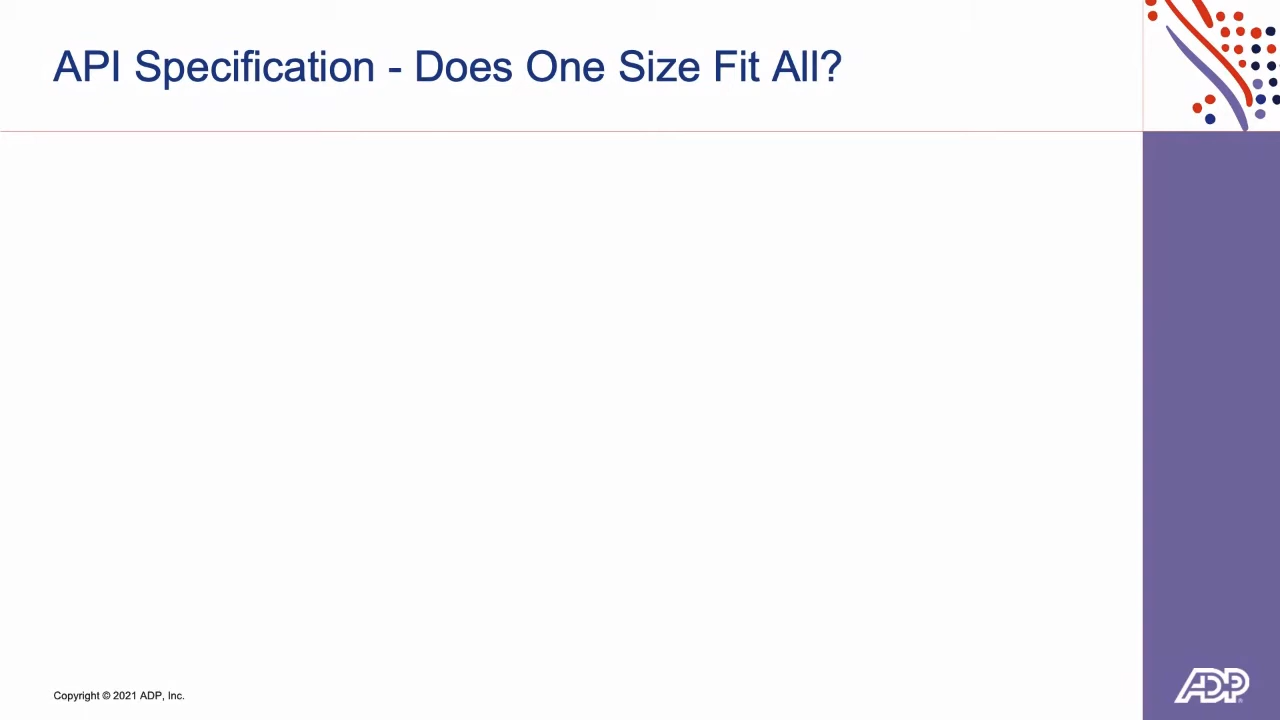 API Specification - Does One Size Fit All?
Copyright © 2021 ADP, Inc.
ADP